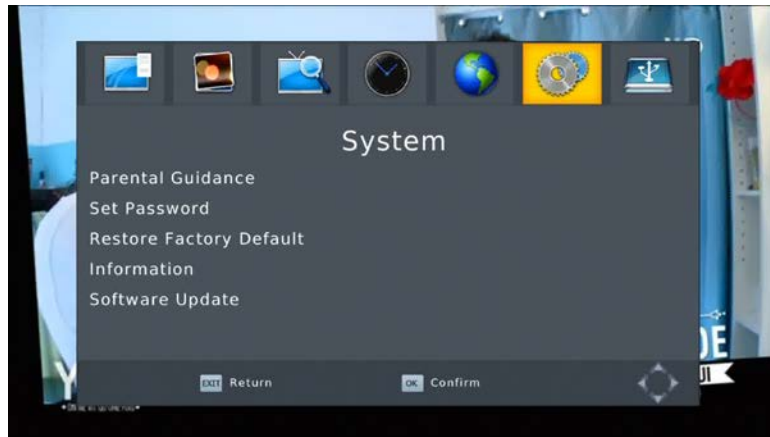 System
Parental Guidance
Set Password
Restore Factory Default
Information
Software Update
EXIT Return
OK Confirm